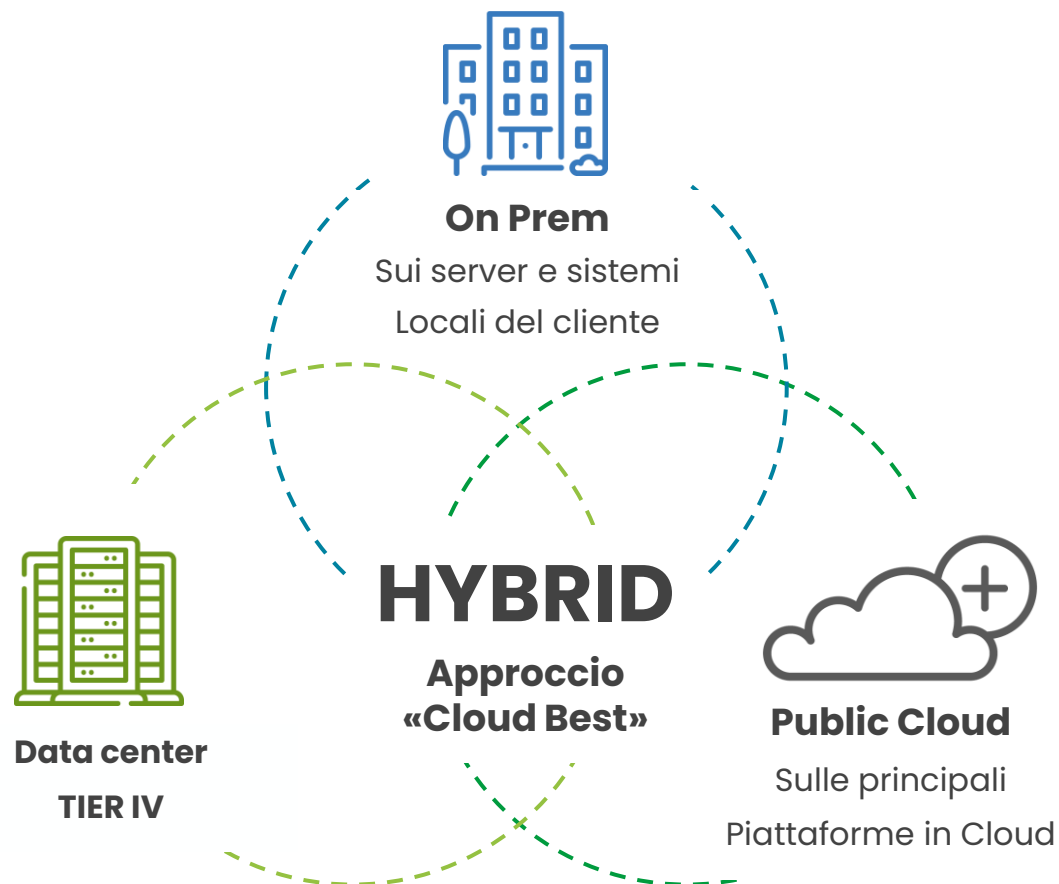 On Prem
Sui server e sistemi
Locali del cliente
HYBRID
Approccio
«Cloud Best»
Data center
TIER IV
Public Cloud
Sulle principali
Piattaforme in Cloud